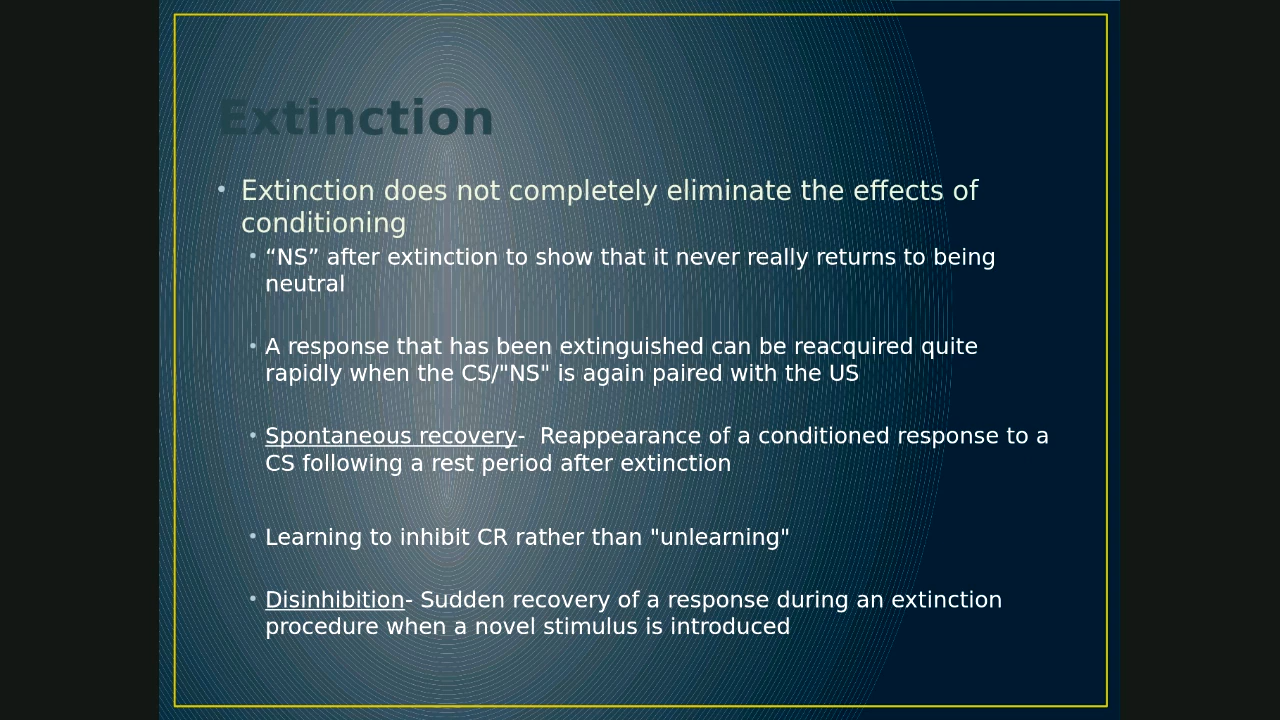 Extinction
• Extinction does not completely eliminate the effects of
conditioning
• “NS” after extinction to show that it never really returns to being
neutral
• A response that has been extinguished can be reacquired quite
rapidly when the CS/"NS" is again paired with the US
• Spontaneous recovery-  Reappearance of a conditioned response to a
CS following a rest period after extinction
• Learning to inhibit CR rather than "unlearning"
• Disinhibition- Sudden recovery of a response during an extinction
procedure when a novel stimulus is introduced